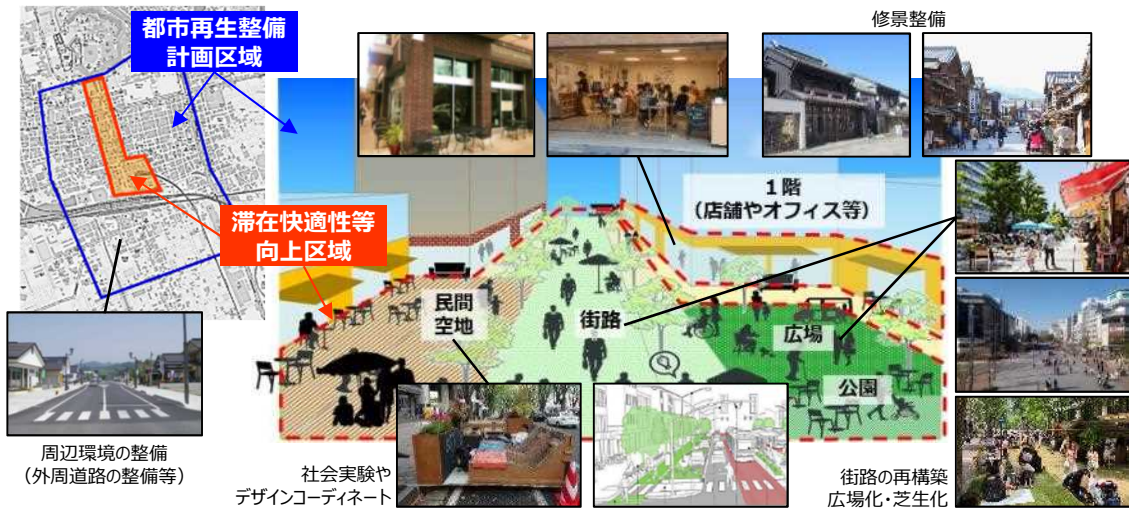 都市再生整備
計画区域
修景整備
1階
(店舗やオフィス等)
滞在快適性等
向上区域
民間
空地
街路
広場
公園
周辺環境の整備
(外周道路の整備等)
社会実験や
デザインコーディネート
街路の再構築
広場化・芝生化